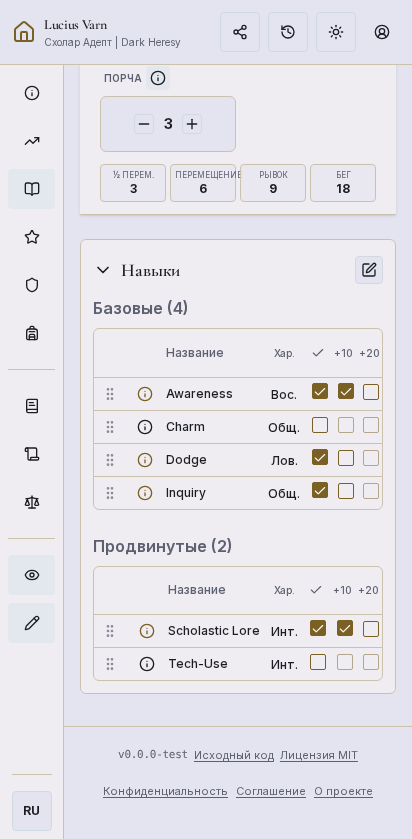 Lucius Varn
Схолар Адепт | Dark Heresy
ПОРЧА
3
½ ПЕРЕМ. ПЕРЕМЕЩЕНИЕ РЫВОК БЕГ
3 6 9 18
Навыки
Базовые (4)
Название Хар. +10 +20
Awareness Вос.
Charm Общ.
Dodge Лов.
Inquiry Общ.
Продвинутые (2)
Название Хар. +10 +20
Scholastic Lore Инт.
Tech-Use Инт.
v0.0.0-test Исходный код Лицензия MIT
Конфиденциальность Соглашение О проекте
RU